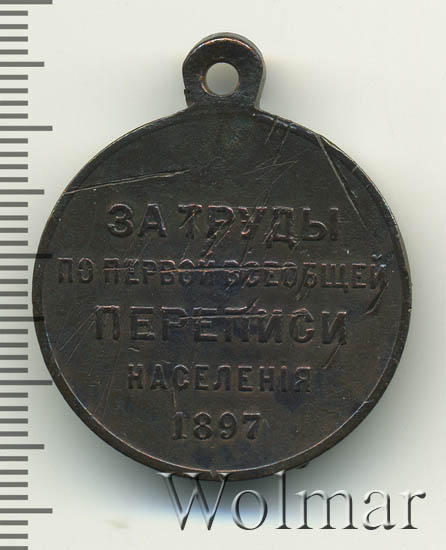 ЗА ТРУДЫ
ПО ПЕРВОЙ ВСЕОБЩЕЙ
ПЕРЕПИСИ
НАСЕЛЕНІЯ
1897
Wolmar